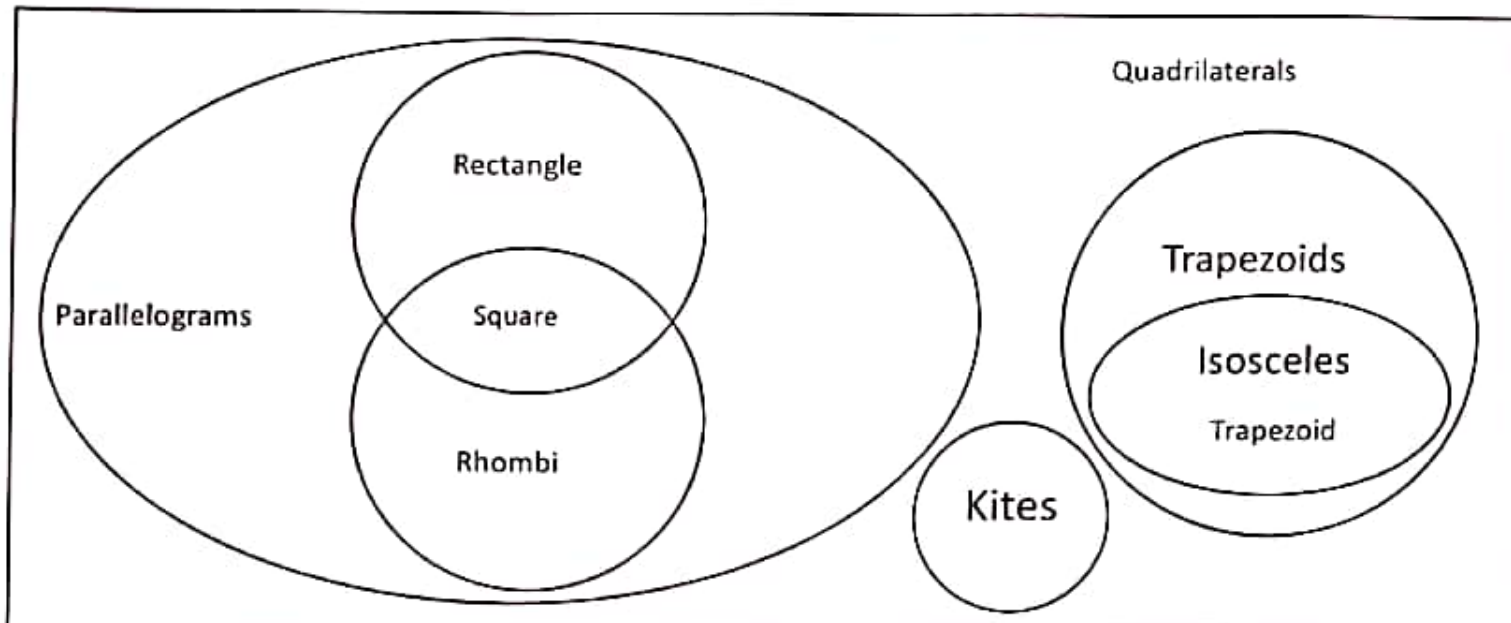 Quadrilaterals
Rectangle
Trapezoids
Parallelograms
Square
Isosceles
Trapezoid
Rhombi
Kites